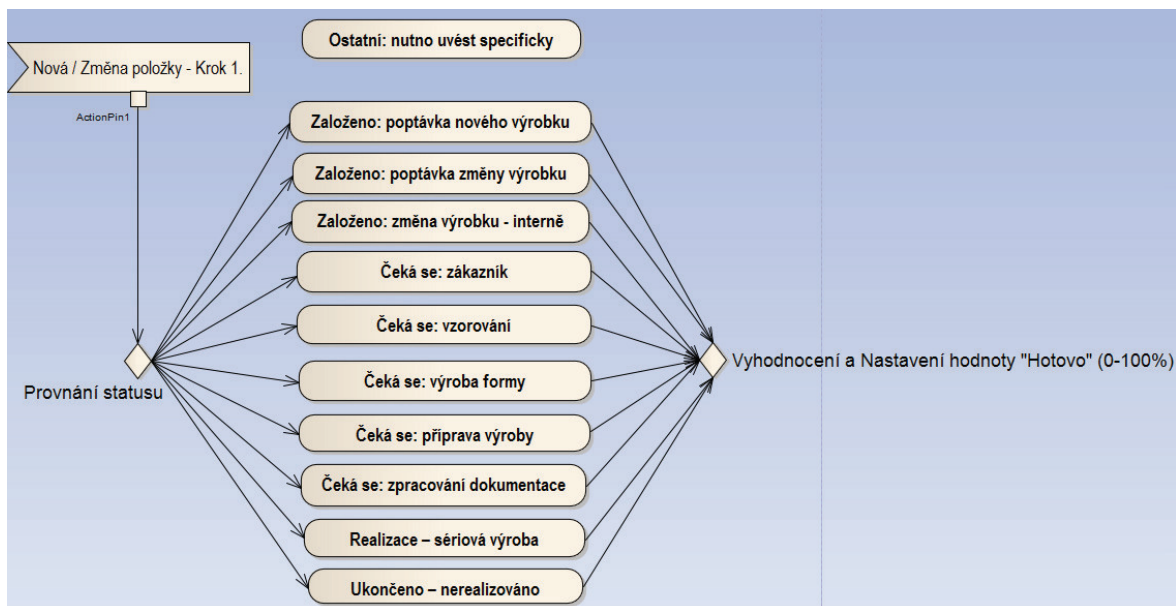 Ostatní: nutno uvést specificky
Nová / Změna položky - Krok 1.
ActionPin1
Založeno: poptávka nového výrobku
Založeno: poptávka změny výrobku
Založeno: změna výrobku - interně
Čeká se: zákazník
Čeká se: vzorování
Čeká se: výroba formy
Čeká se: příprava výroby
Čeká se: zpracování dokumentace
Realizace – sériová výroba
Ukončeno – nerealizováno
Provnání statusu
Vyhodnocení a Nastavení hodnoty "Hotovo" (0-100%)